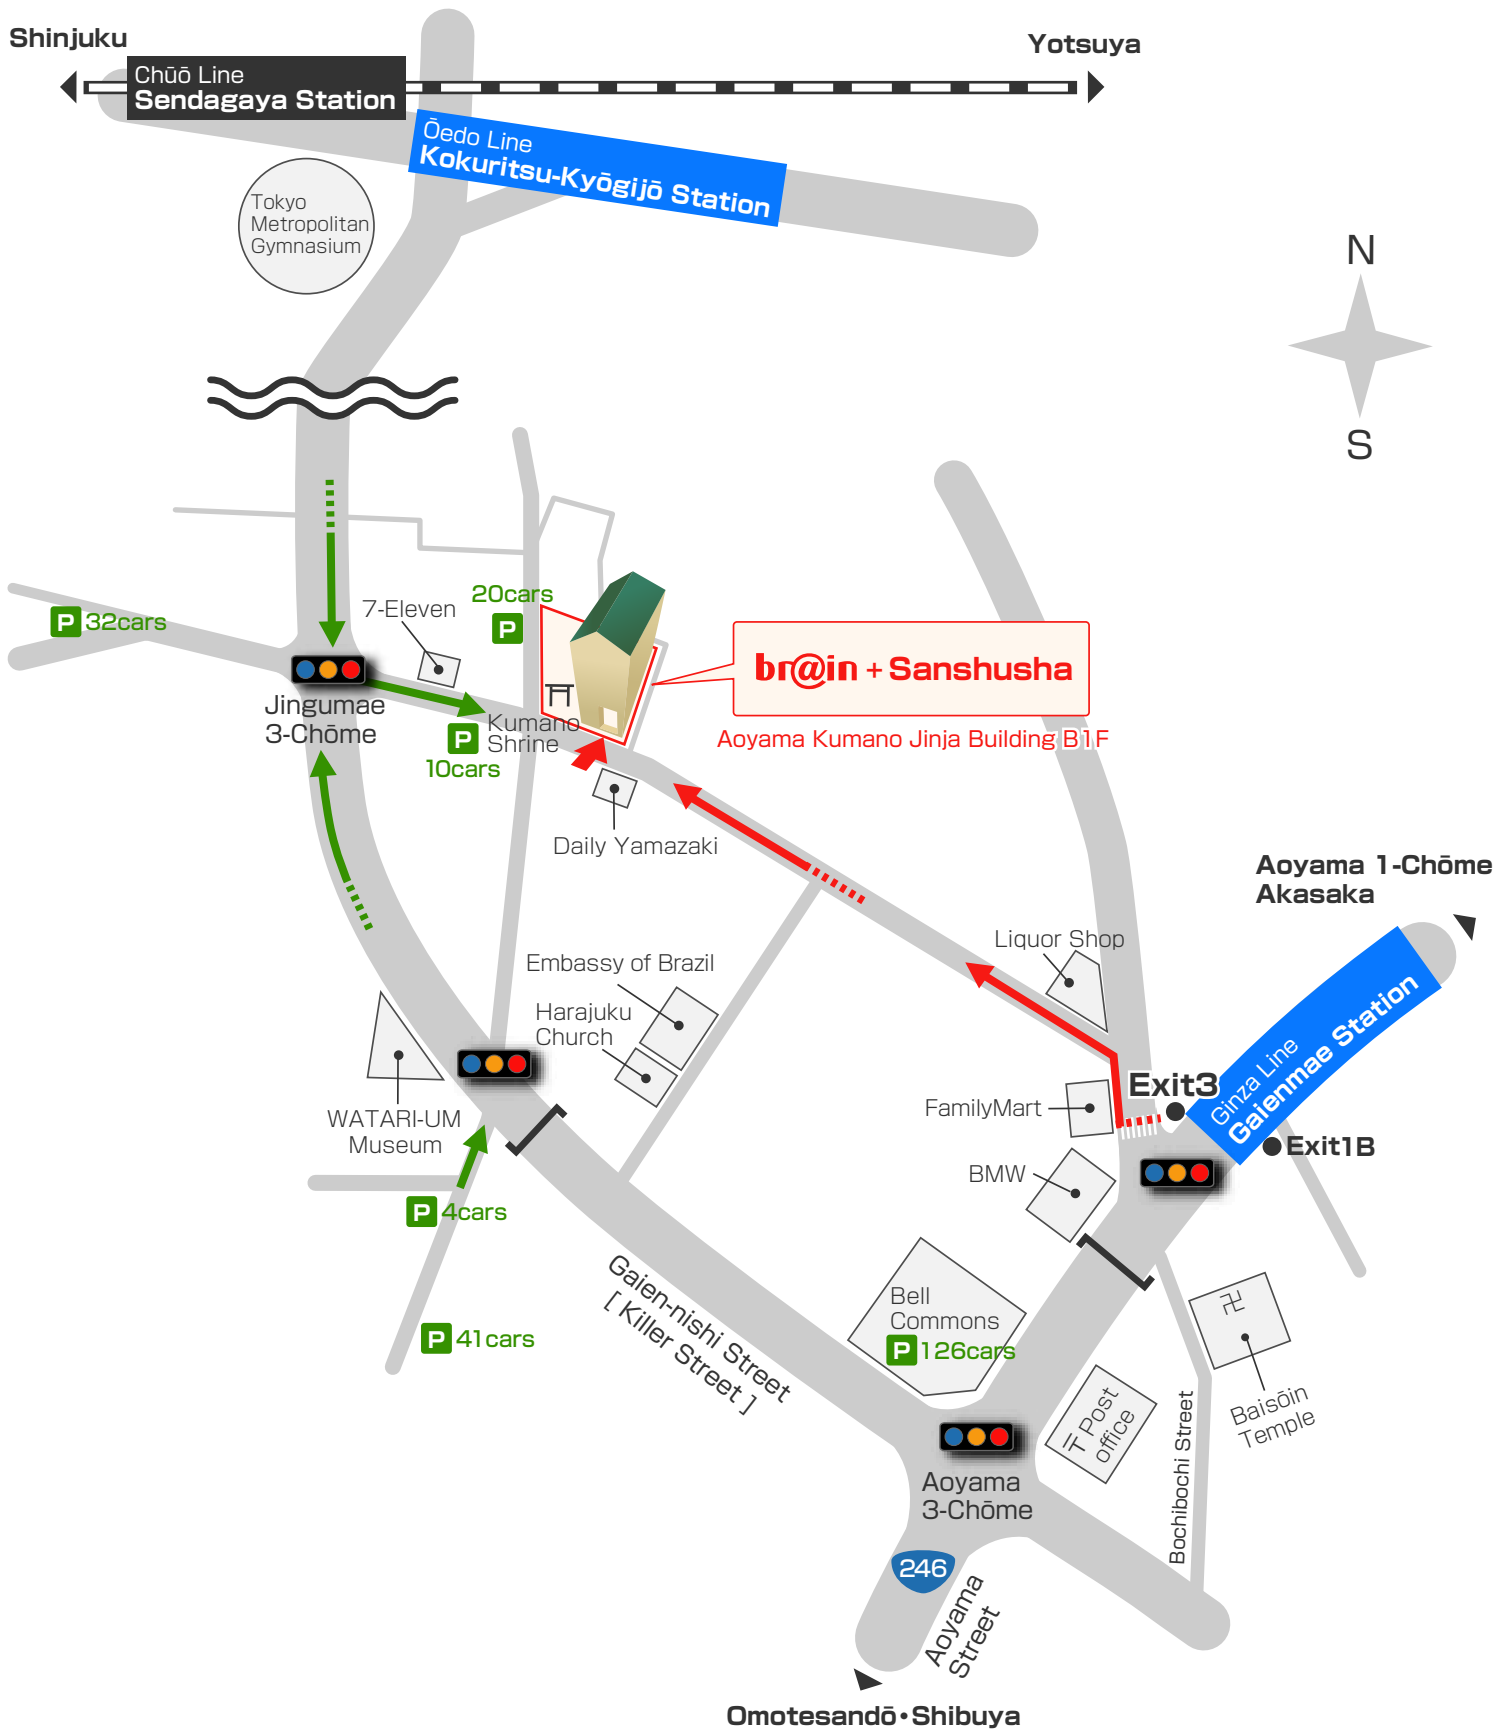 Shinjuku
Yotsuya
Chūō Line
Sendagaya Station
Ōedo Line
Kokuritsu-Kyōgijō Station
Tokyo
Metropolitan
Gymnasium
N
S
20cars
P
7-Eleven
P 32cars
br@in + Sanshusha
Aoyama Kumano Jinja Building B1F
Jingumae
3-Chōme
Kumano
Shrine
P
10cars
Daily Yamazaki
Aoyama 1-Chōme
Akasaka
Liquor Shop
Embassy of Brazil
Harajuku
Church
Ginza Line
Gaienmae Station
Exit3
FamilyMart
WATARI-UM
Museum
Exit1B
BMW
P 4cars
Gaien-nishi Street
[ Killer Street ]
Bell
Commons
P 126cars
P 41cars
卍
Baisōin
Temple
〒 Post
office
Bochibochi Street
Aoyama
3-Chōme
246
Aoyama
Street
Omotesandō・Shibuya